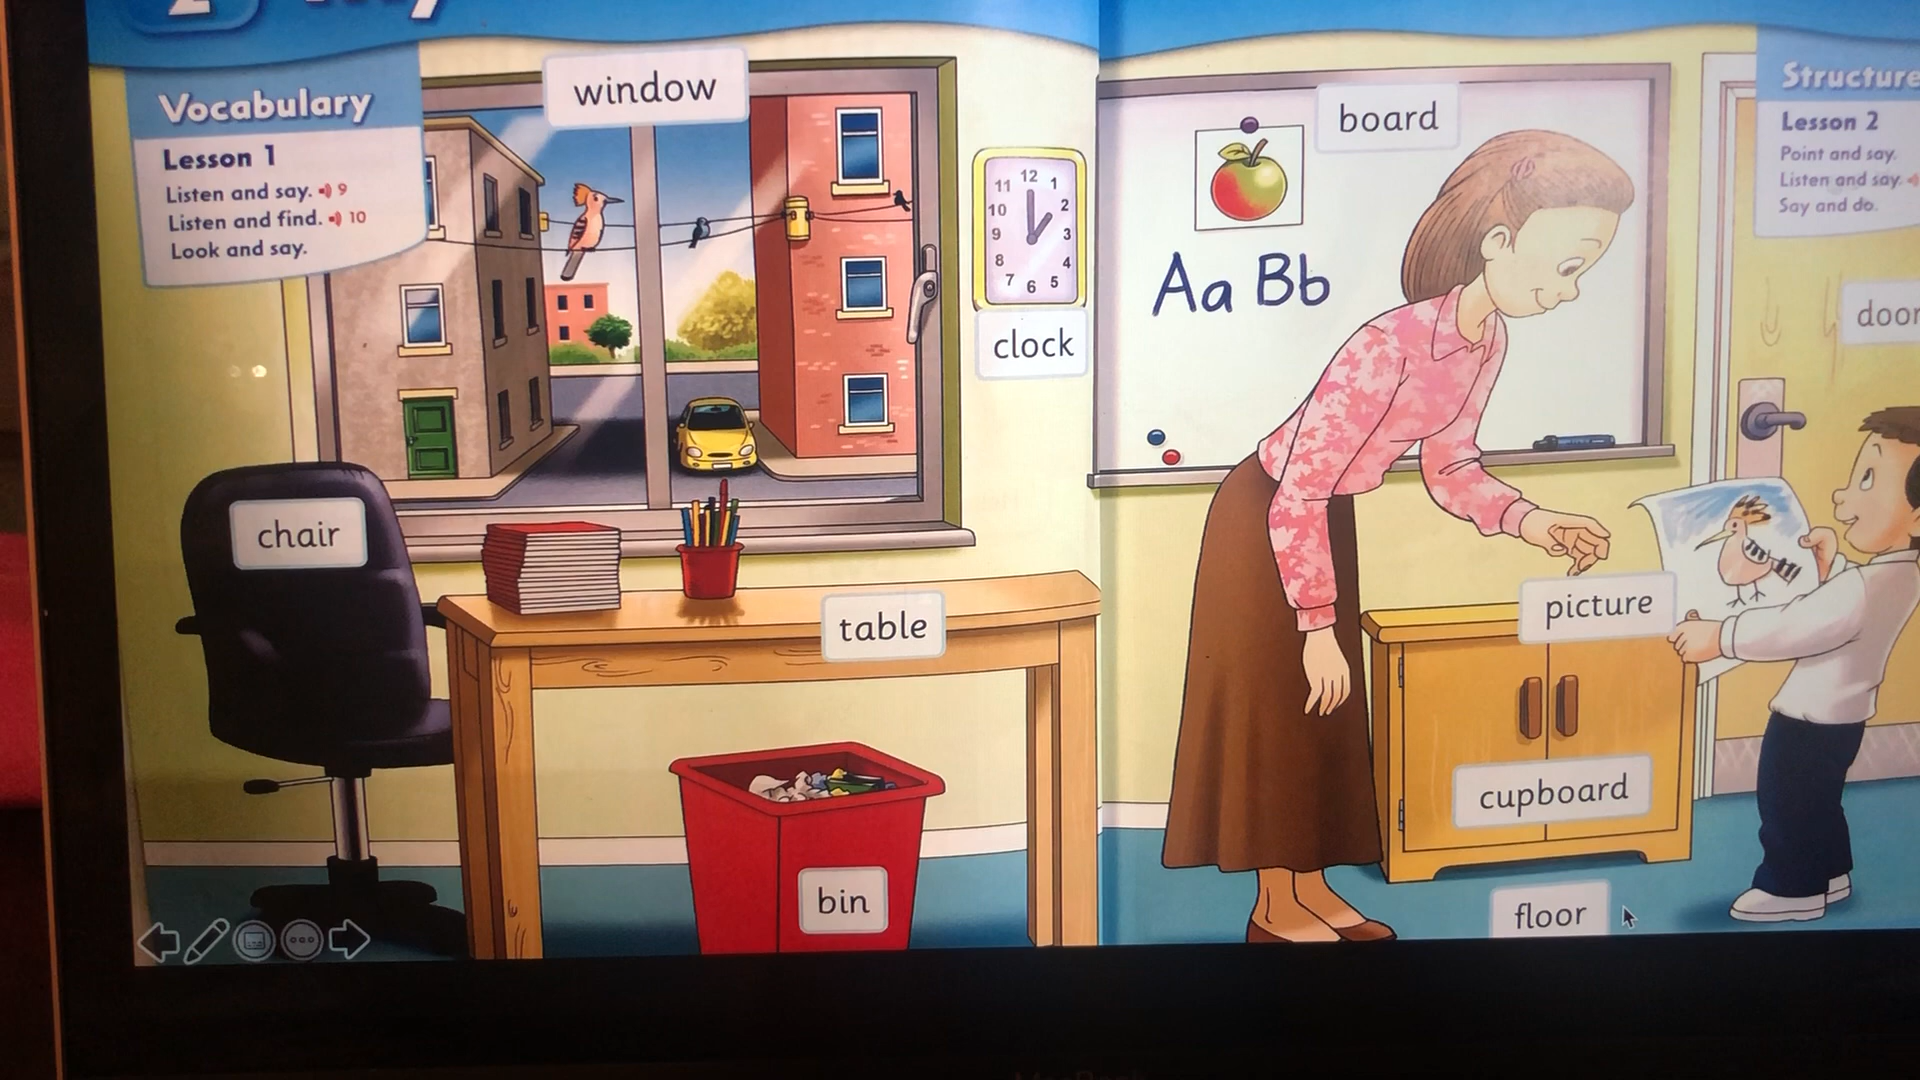 Vocabulary
Lesson 1
Listen and say. 9
Listen and find. 10
Look and say.
window
11 12 1
10 2
9 3
8 4
7 6 5
clock
chair
table
bin
board
Aa Bb
Structure
Lesson 2
Point and say.
Listen and say.
Say and do.
door
picture
cupboard
floor